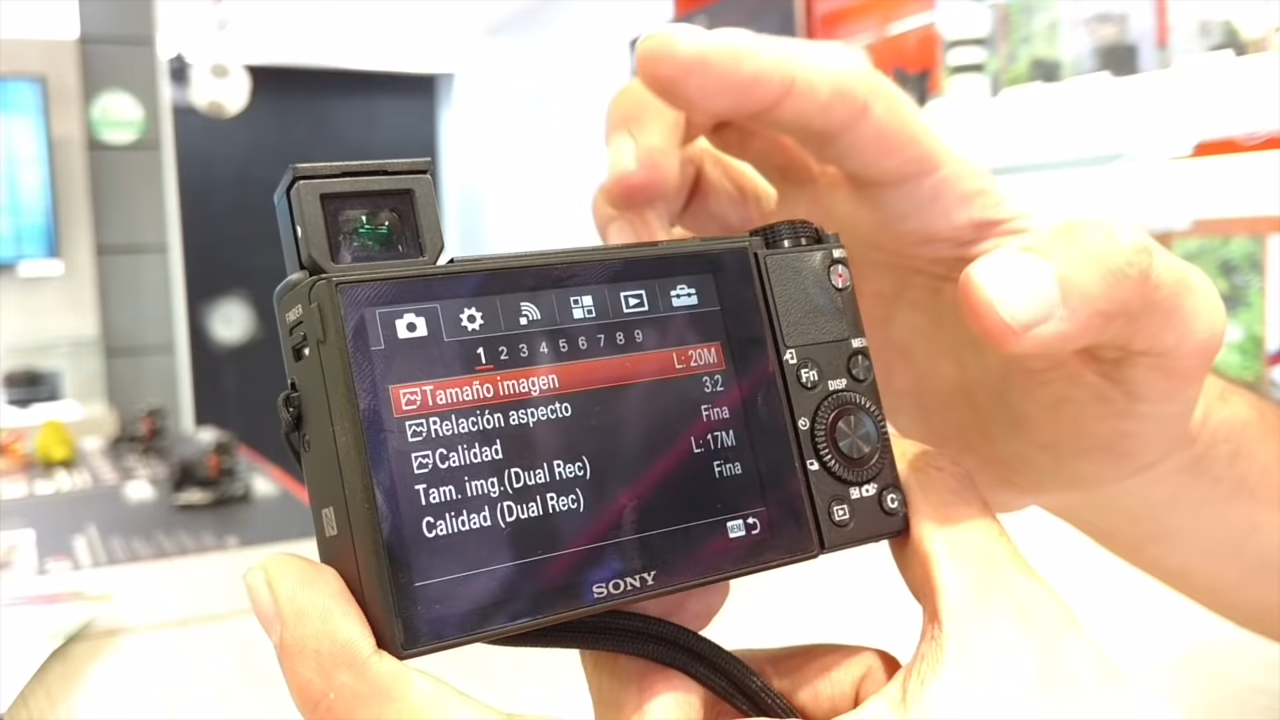 FINDER
1 2 3 4 5 6 7 8 9
Tamaño imagen L: 20M
Relación aspecto 3:2
Calidad Fina
Tam. img.(Dual Rec) L: 17M
Calidad (Dual Rec) Fina
MENU
SONY
Fn
DISP
C